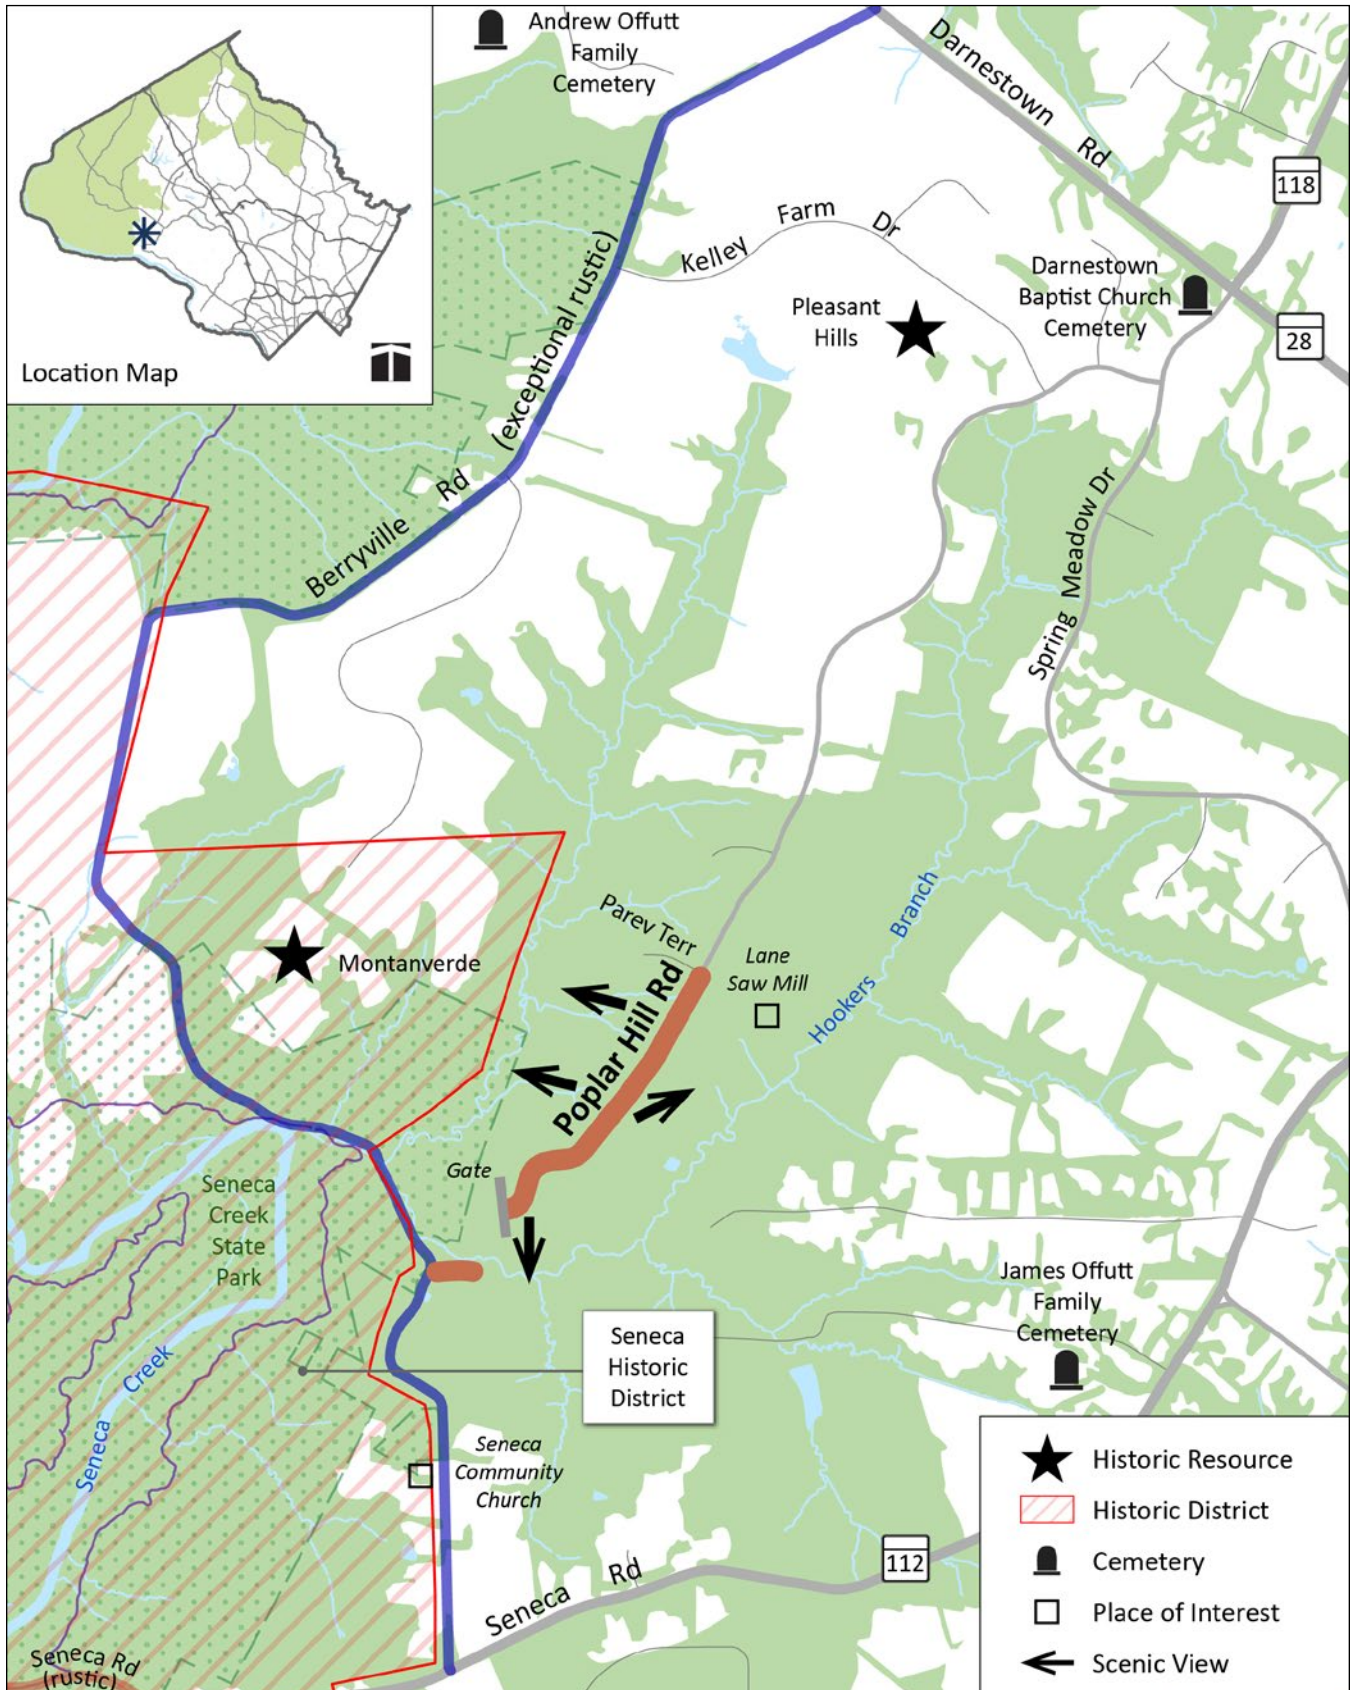 Andrew Offutt
Family
Cemetery
Darnestown
Rd
118
Location Map
Kelley Farm Dr
Darnestown
Baptist Church
Cemetery
28
Pleasant
Hills
Berryville Rd (exceptional rustic)
Spring Meadow Dr
Parev Terr
Lane
Saw Mill
Hookers Branch
Montanverde
Poplar Hill Rd
Gate
Seneca
Creek
State
Park
James Offutt
Family
Cemetery
Seneca
Historic
District
Seneca Creek
Seneca
Community
Church
112
Seneca Rd
Seneca Rd
(rustic)
Historic Resource
Historic District
Cemetery
Place of Interest
Scenic View